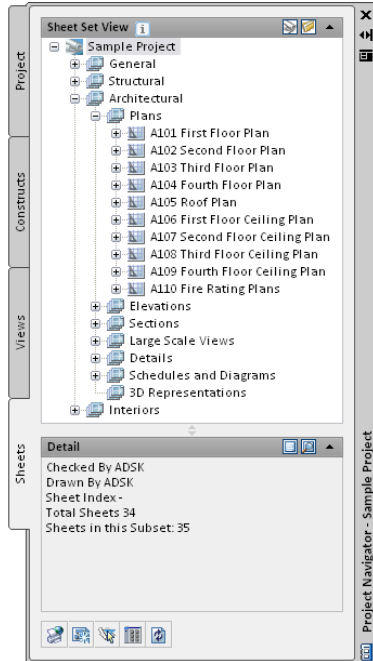 Sheet Set View
Sample Project
General
Structural
Architectural
Plans
A101 First Floor Plan
A102 Second Floor Plan
A103 Third Floor Plan
A104 Fourth Floor Plan
A105 Roof Plan
A106 First Floor Ceiling Plan
A107 Second Floor Ceiling Plan
A108 Third Floor Ceiling Plan
A109 Fourth Floor Ceiling Plan
A110 Fire Rating Plans
Elevations
Sections
Large Scale Views
Details
Schedules and Diagrams
3D Representations
Interiors
Detail
Checked By ADSK
Drawn By ADSK
Sheet Index -
Total Sheets 34
Sheets in this Subset: 35
Project
Constructs
Views
Sheets
Project Navigator - Sample Project